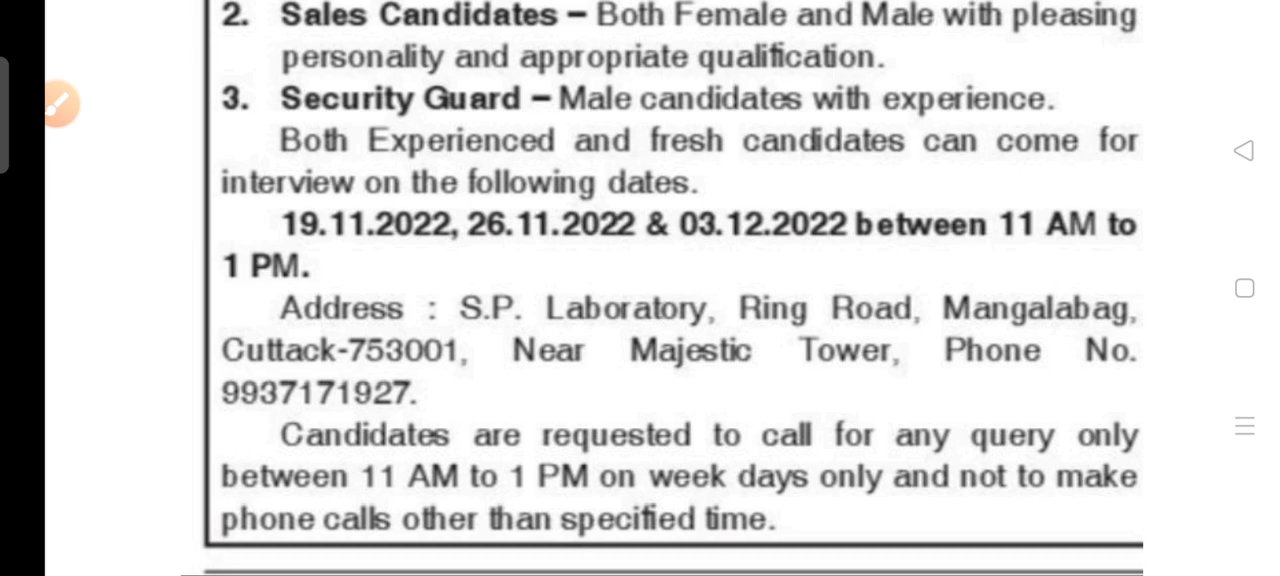 2. Sales Candidates – Both Female and Male with pleasing
personality and appropriate qualification.
3. Security Guard – Male candidates with experience.
Both Experienced and fresh candidates can come for
interview on the following dates.
19.11.2022, 26.11.2022 & 03.12.2022 between 11 AM to
1 PM.
Address : S.P. Laboratory, Ring Road, Mangalabag,
Cuttack-753001, Near Majestic Tower, Phone No.
9937171927.
Candidates are requested to call for any query only
between 11 AM to 1 PM on week days only and not to make
phone calls other than specified time.